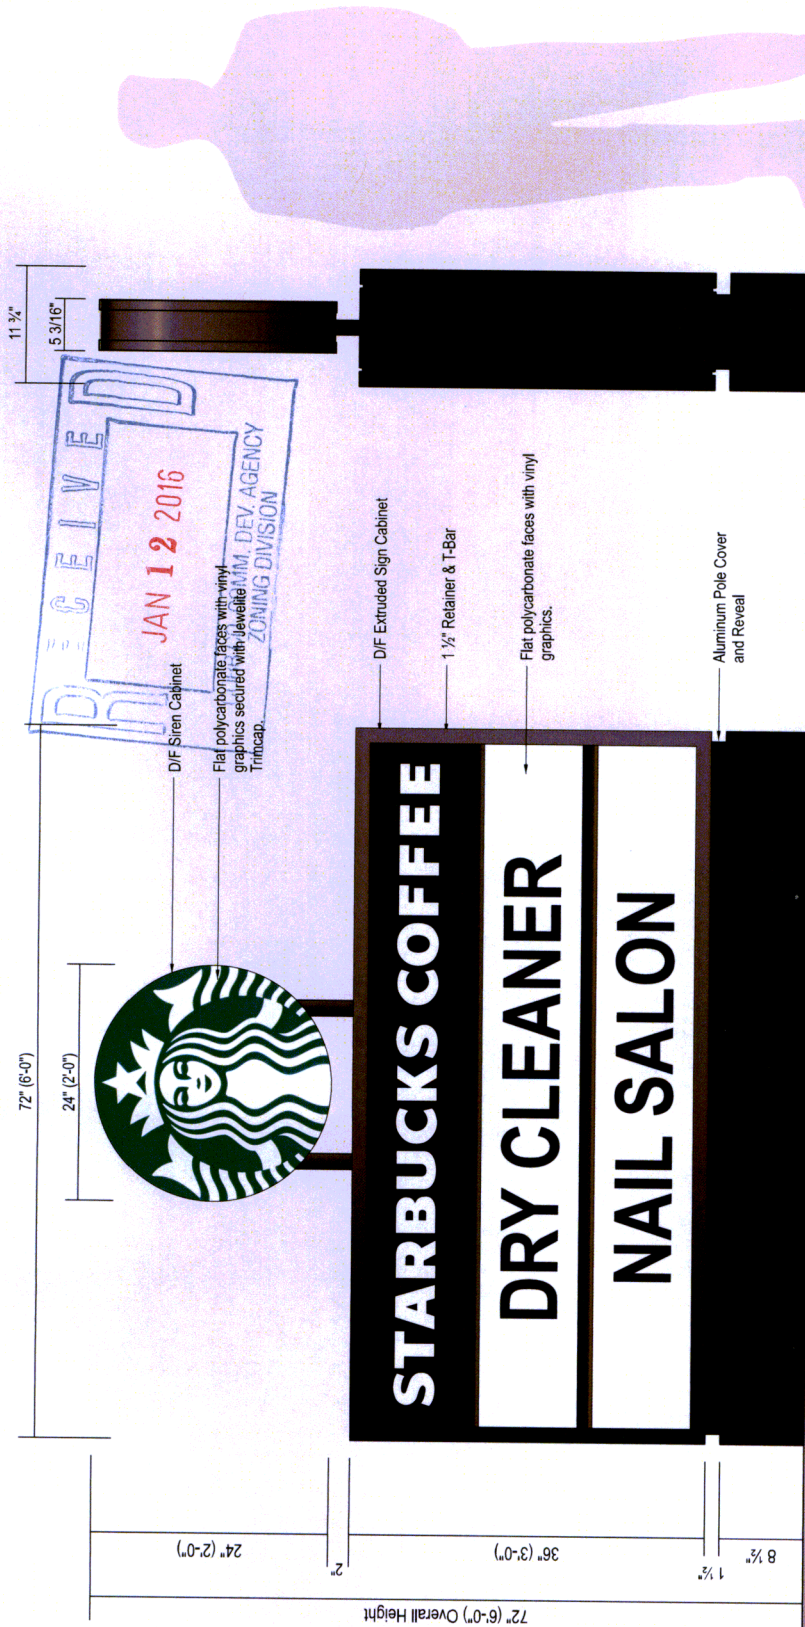 72" (6'-0")
24" (2'-0")
11 ¾"
5 3/16"
RECEIVED
JAN 12 2016
COMM. DEV. AGENCY
ZONING DIVISION
D/F Siren Cabinet
Flat polycarbonate faces with vinyl
graphics secured with Jewelite
Trimcap.
STARBUCKS COFFEE
DRY CLEANER
NAIL SALON
D/F Extruded Sign Cabinet
1 ½" Retainer & T-Bar
Flat polycarbonate faces with vinyl
graphics.
Aluminum Pole Cover
and Reveal
24" (2'-0")
2"
36" (3'-0")
1 ½"
8 ½"
72" (6'-0") Overall Height